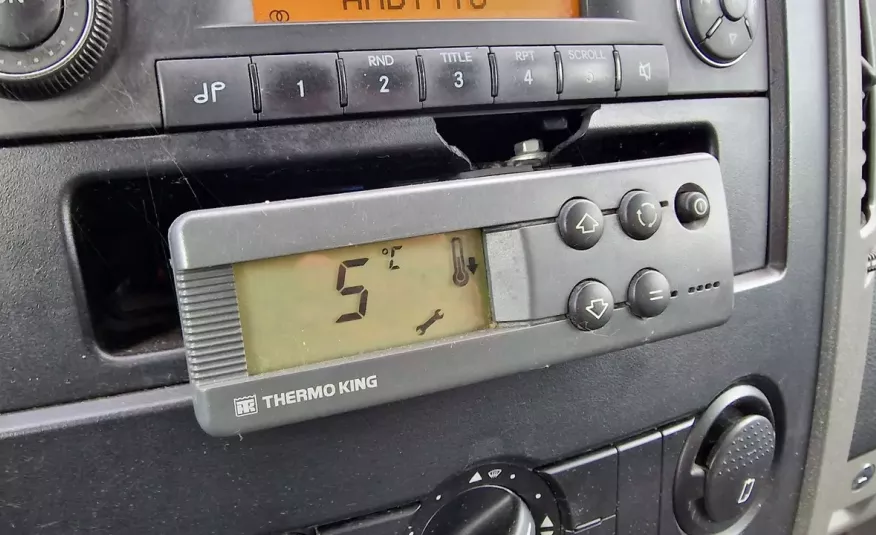 RND TITLE RPT SCROLL
1 2 3 4 5
5 °C
THERMO KING